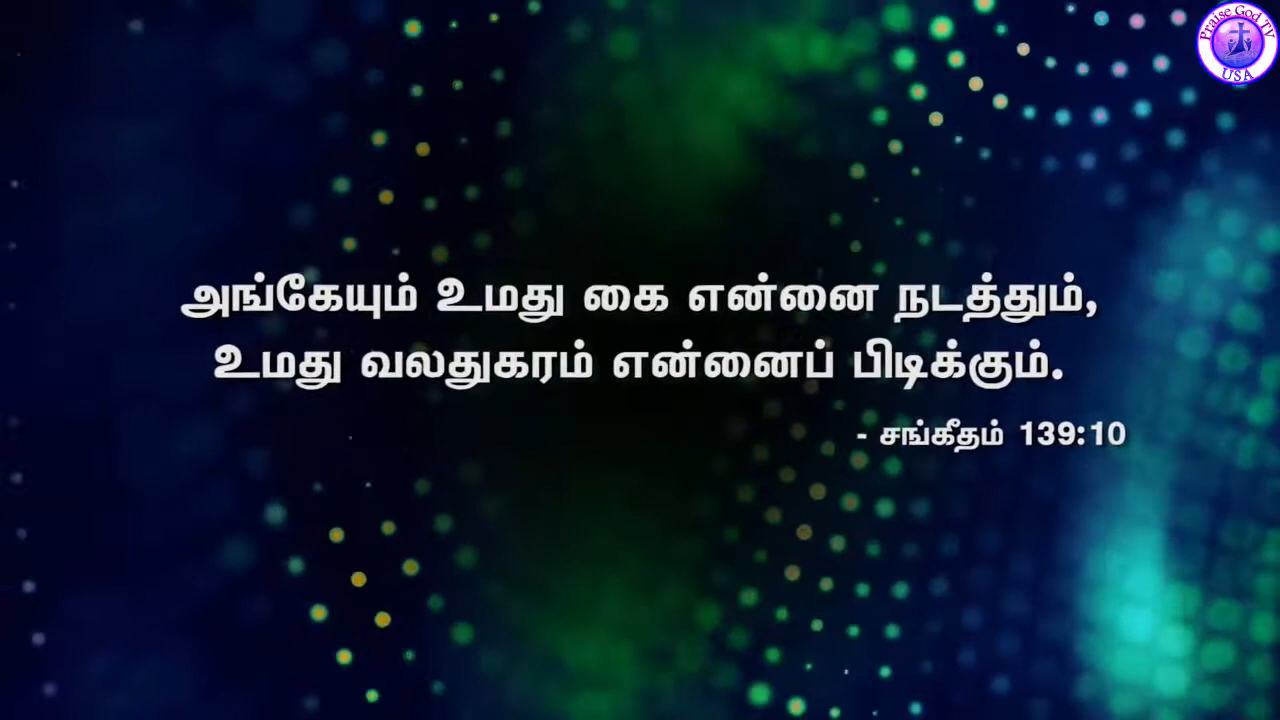 Praise God TV
USA
அங்கேயும் உமது கை என்னை நடத்தும்,
உமது வலதுகரம் என்னைப் பிடிக்கும்.
- சங்கீதம் 139:10